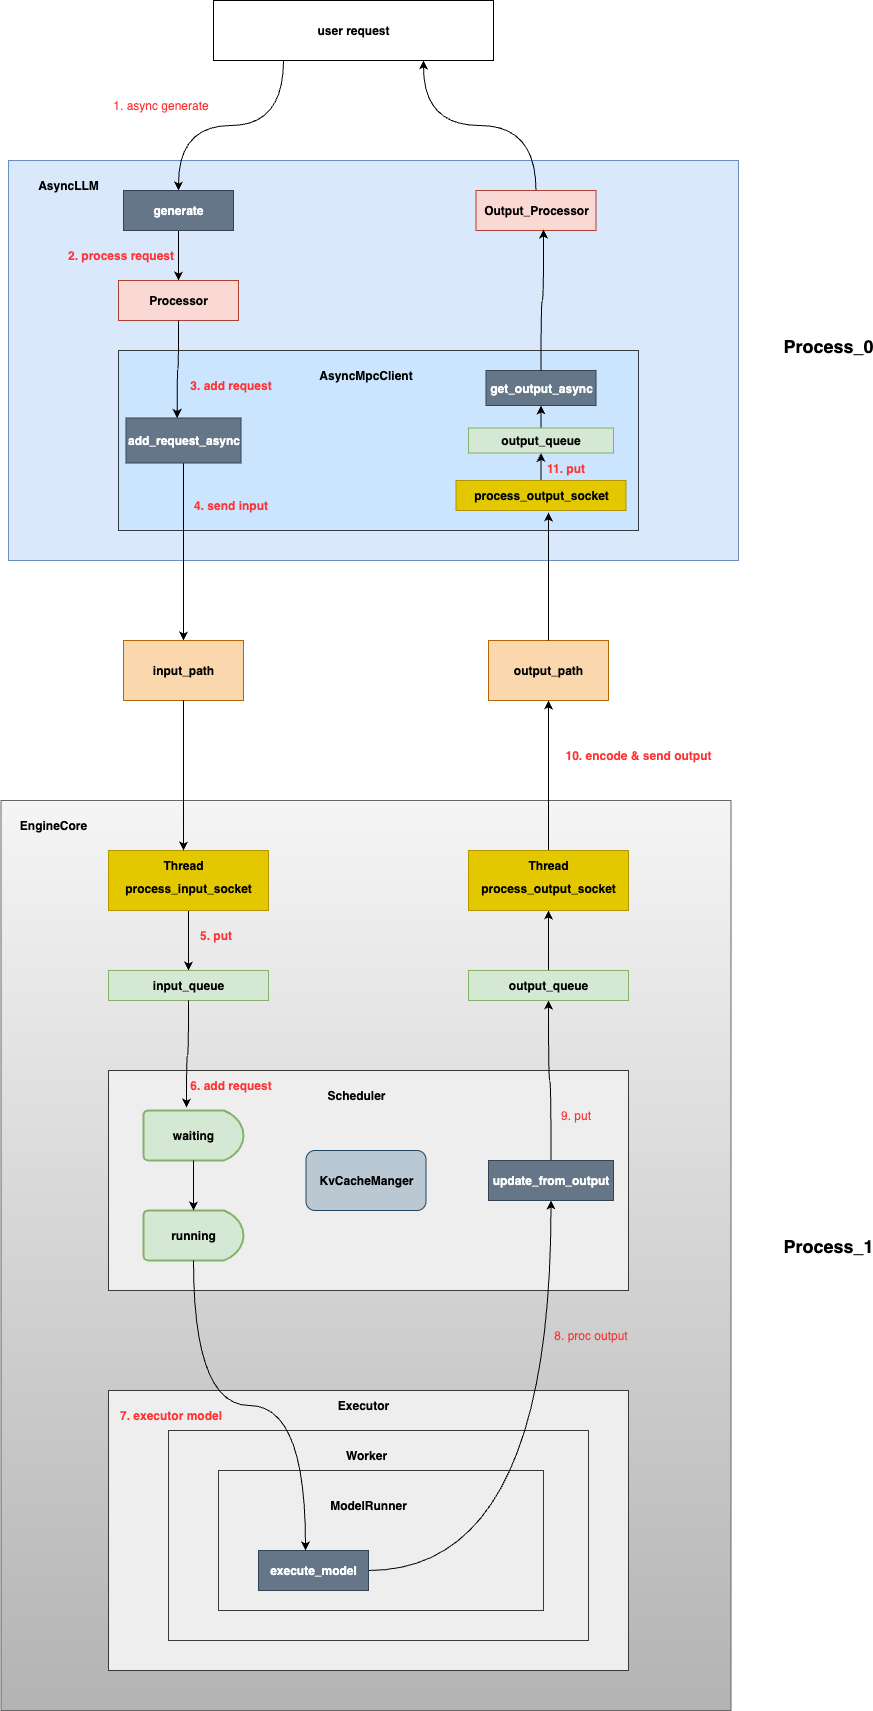 user request
1. async generate
AsyncLLM
generate
Output_Processor
2. process request
Processor
Process_0
AsyncMpcClient
3. add request
get_output_async
add_request_async
output_queue
11. put
process_output_socket
4. send input
input_path
output_path
10. encode & send output
EngineCore
Thread
process_input_socket
Thread
process_output_socket
5. put
input_queue
output_queue
6. add request
Scheduler
9. put
waiting
KvCacheManger
update_from_output
running
Process_1
8. proc output
Executor
7. executor model
Worker
ModelRunner
execute_model